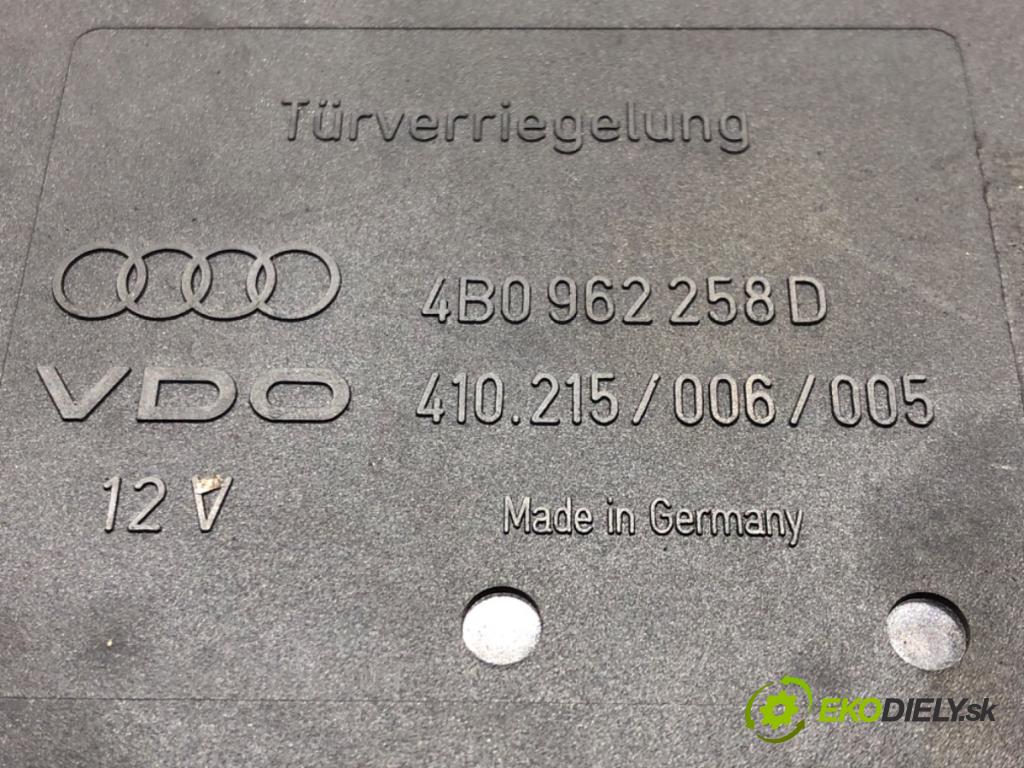 Türverriegelung
4B0 962 258 D
VDO 410.215/006/005
12 V Made in Germany
EKODIELY.sk